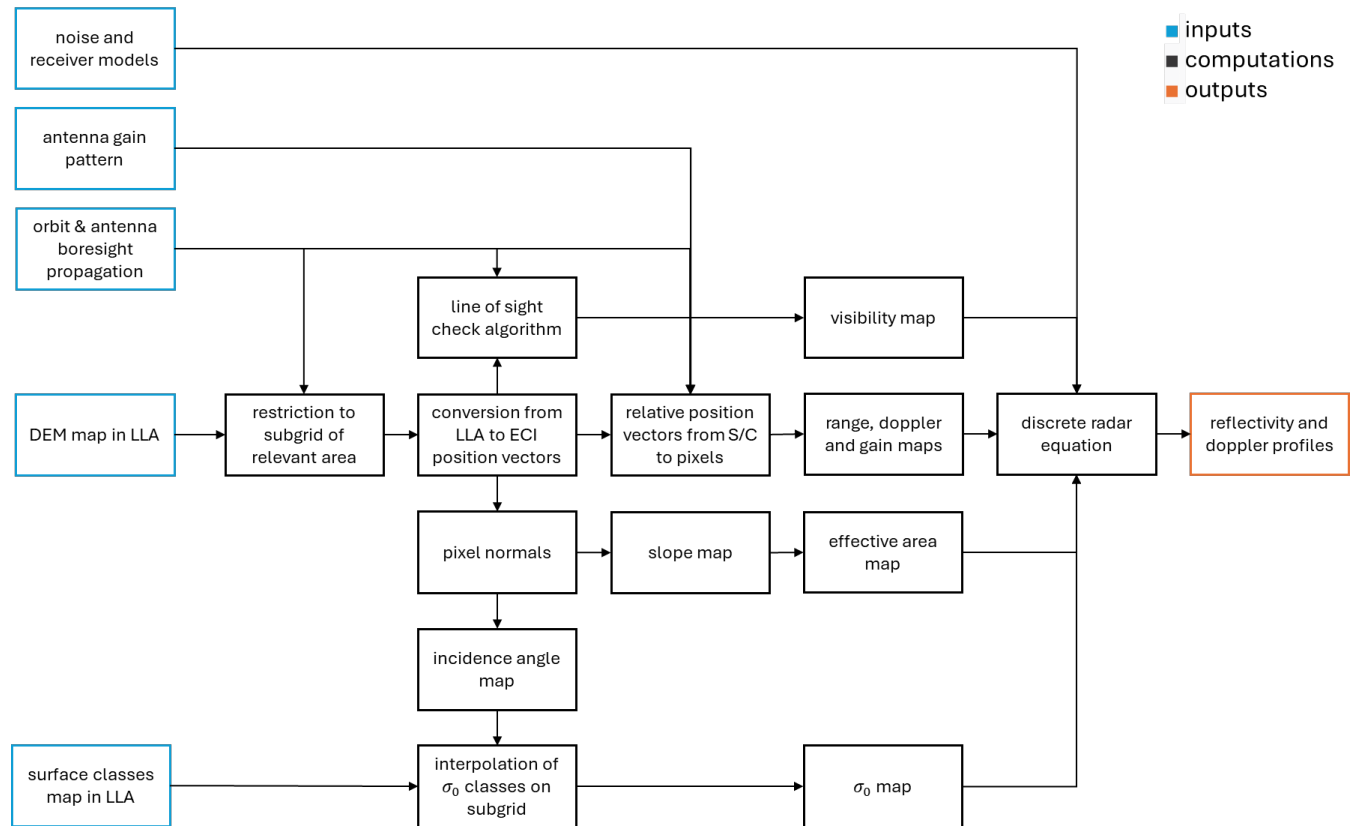 noise and
receiver models
inputs
computations
outputs
antenna gain
pattern
orbit & antenna
boresight
propagation
line of sight
check algorithm
visibility map
DEM map in LLA
restriction to
subgrid of
relevant area
conversion from
LLA to ECI
position vectors
relative position
vectors from S/C
to pixels
range, doppler
and gain maps
discrete radar
equation
reflectivity and
doppler profiles
pixel normals
slope map
effective area
map
incidence angle
map
surface classes
map in LLA
interpolation of
σ₀ classes on
subgrid
σ₀ map